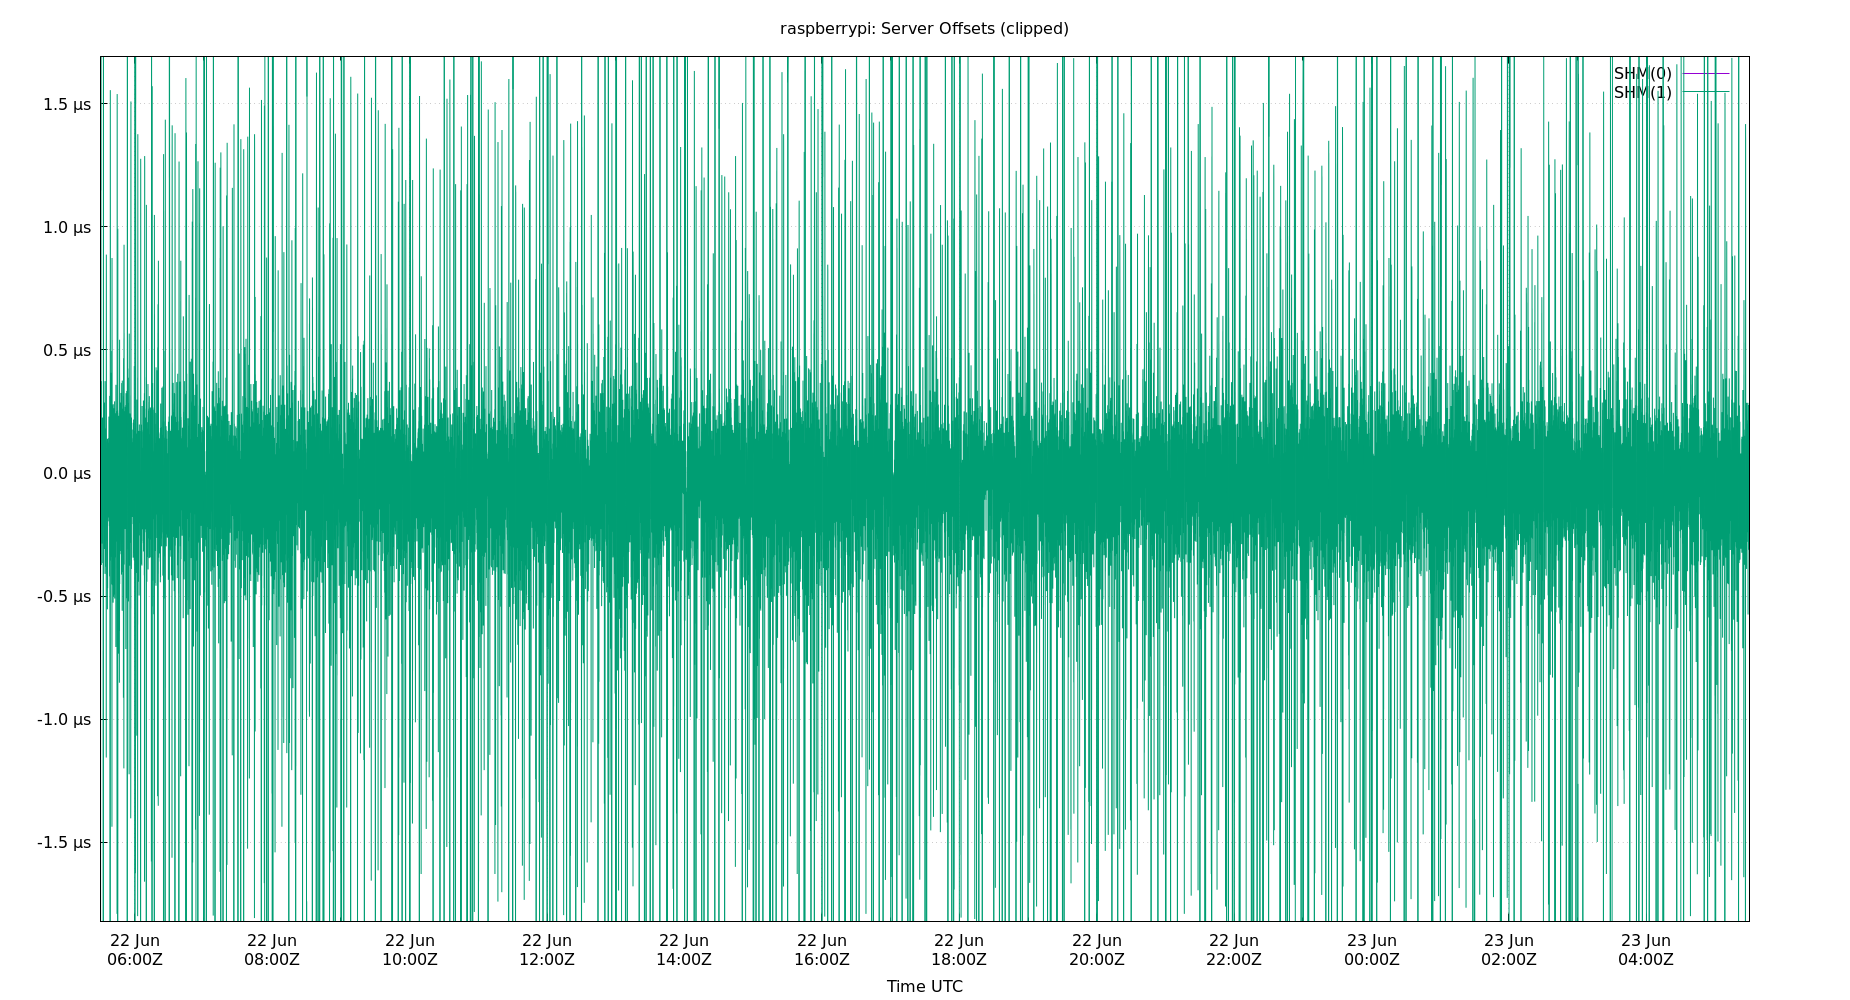 raspberrypi: Server Offsets (clipped)
SHM(0)
SHM(1)
1.5 µs
1.0 µs
0.5 µs
0.0 µs
-0.5 µs
-1.0 µs
-1.5 µs
22 Jun 22 Jun 22 Jun 22 Jun 22 Jun 22 Jun 22 Jun 22 Jun 22 Jun 23 Jun 23 Jun 23 Jun
06:00Z 08:00Z 10:00Z 12:00Z 14:00Z 16:00Z 18:00Z 20:00Z 22:00Z 00:00Z 02:00Z 04:00Z
Time UTC